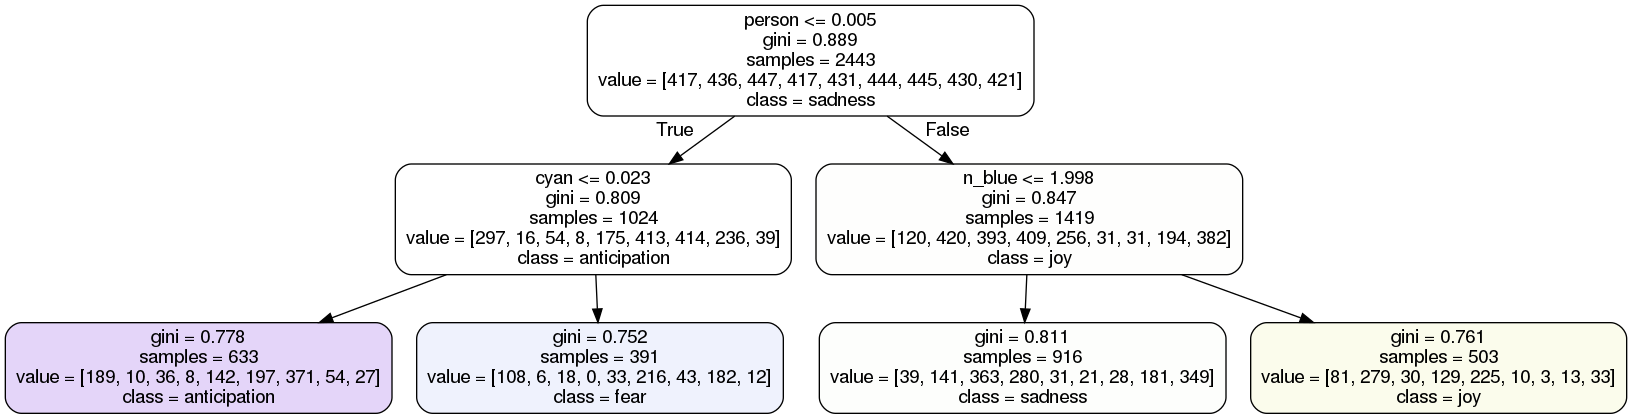 person <= 0.005
gini = 0.889
samples = 2443
value = [417, 436, 447, 417, 431, 444, 445, 430, 421]
class = sadness
True
False
cyan <= 0.023
gini = 0.809
samples = 1024
value = [297, 16, 54, 8, 175, 413, 414, 236, 39]
class = anticipation
n_blue <= 1.998
gini = 0.847
samples = 1419
value = [120, 420, 393, 409, 256, 31, 31, 194, 382]
class = joy
gini = 0.778
samples = 633
value = [189, 10, 36, 8, 142, 197, 371, 54, 27]
class = anticipation
gini = 0.752
samples = 391
value = [108, 6, 18, 0, 33, 216, 43, 182, 12]
class = fear
gini = 0.811
samples = 916
value = [39, 141, 363, 280, 31, 21, 28, 181, 349]
class = sadness
gini = 0.761
samples = 503
value = [81, 279, 30, 129, 225, 10, 3, 13, 33]
class = joy